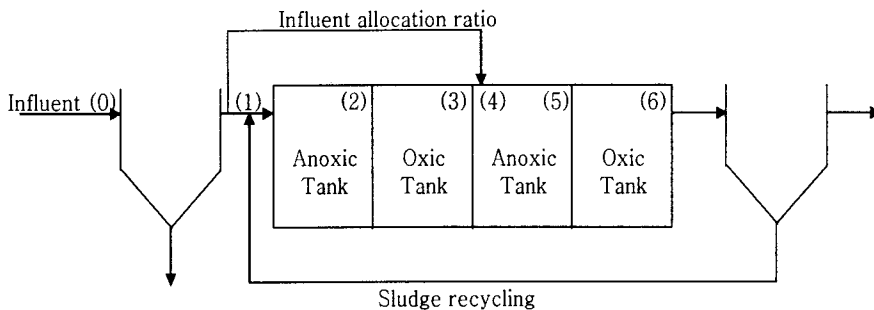 Influent allocation ratio
Influent (0)
(1)
(2)
(3)
(4)
(5)
(6)
Anoxic
Tank
Oxic
Tank
Anoxic
Tank
Oxic
Tank
Sludge recycling